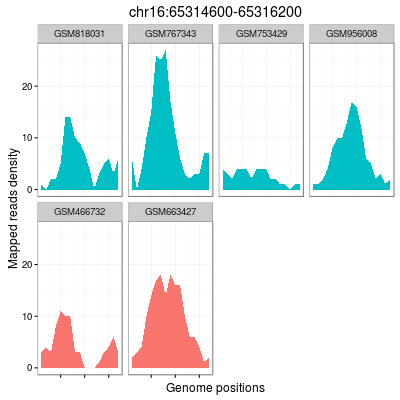 chr16:65314600-65316200
GSM818031 GSM767343 GSM753429 GSM956008
20
10
0
GSM466732 GSM663427
20
10
0
Mapped reads density
Genome positions